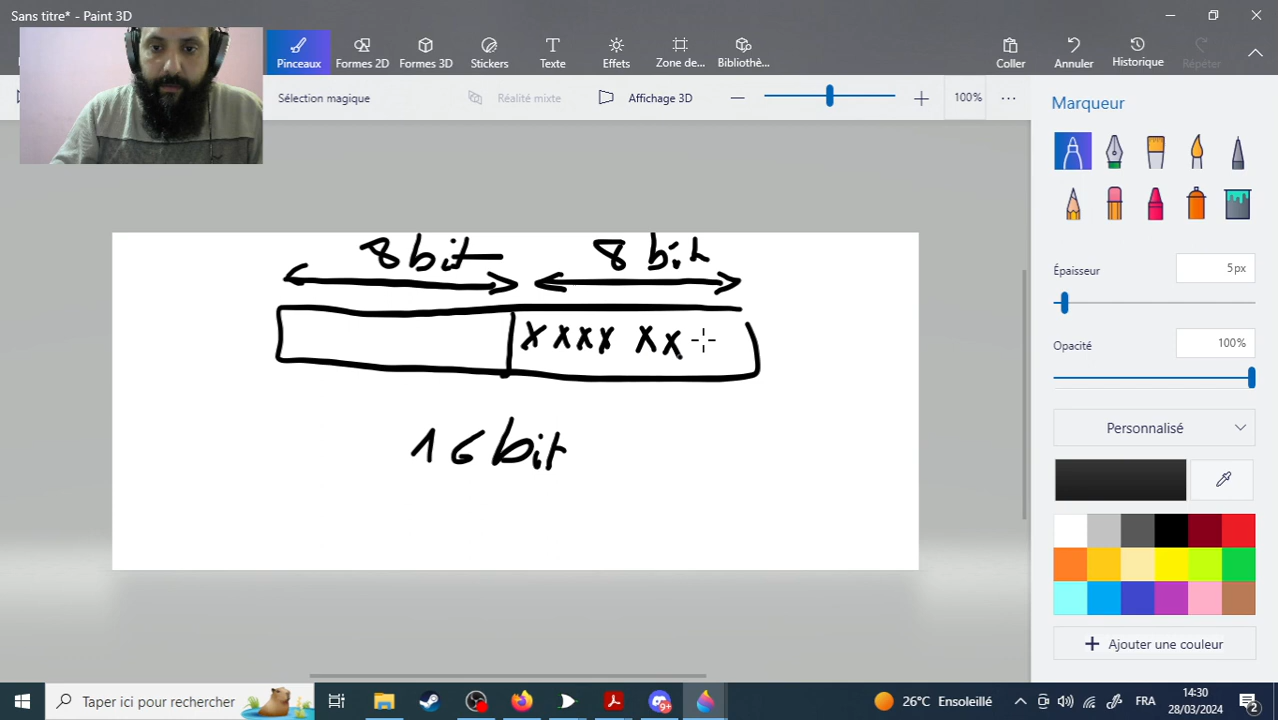 Sans titre* - Paint 3D
Pinceaux Formes 2D Formes 3D Stickers Texte Effets Zone de... Bibliothè... Coller Annuler Historique Répéter
Sélection magique Réalité mixte Affichage 3D 100% ...
Marqueur
Épaisseur 5px
Opacité 100%
Personnalisé
Ajouter une couleur
8 bit 8 bit
X X X X X X
16 bit
Taper ici pour rechercher 9+ 26°C Ensoleillé FRA 14:30 28/03/2024 2